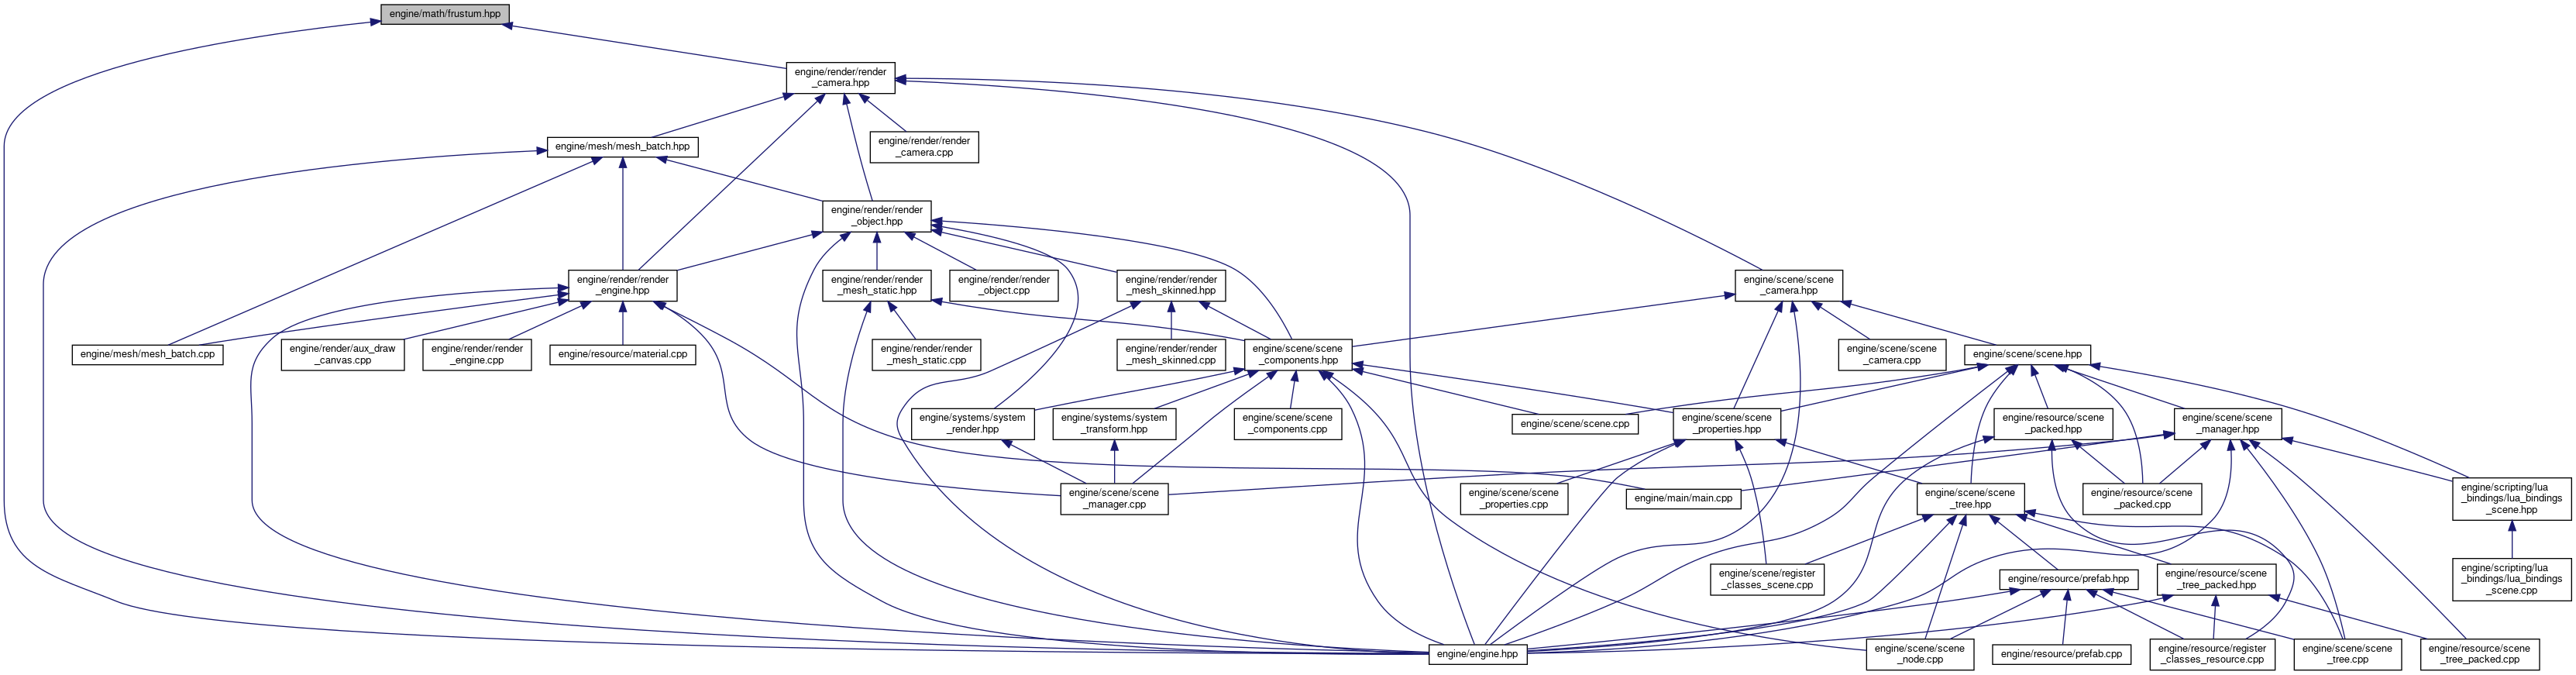 engine/math/frustum.hpp
engine/render/render
_camera.hpp
engine/render/render
_camera.cpp
engine/mesh/mesh_batch.hpp
engine/render/render
_object.hpp
engine/render/render
_engine.hpp
engine/render/render
_mesh_static.hpp
engine/render/render
_object.cpp
engine/render/render
_mesh_skinned.hpp
engine/scene/scene
_camera.hpp
engine/mesh/mesh_batch.cpp
engine/render/aux_draw
_canvas.cpp
engine/render/render
_engine.cpp
engine/resource/material.cpp
engine/render/render
_mesh_static.cpp
engine/render/render
_mesh_skinned.cpp
engine/scene/scene
_components.hpp
engine/scene/scene
_camera.cpp
engine/scene/scene.hpp
engine/systems/system
_render.hpp
engine/systems/system
_transform.hpp
engine/scene/scene
_components.cpp
engine/scene/scene.cpp
engine/scene/scene
_properties.hpp
engine/resource/scene
_packed.hpp
engine/scene/scene
_manager.hpp
engine/scene/scene
_manager.cpp
engine/scene/scene
_properties.cpp
engine/main/main.cpp
engine/scene/scene
_tree.hpp
engine/resource/scene
_packed.cpp
engine/scripting/lua
_bindings/lua_bindings
_scene.hpp
engine/scene/register
_classes_scene.cpp
engine/resource/prefab.hpp
engine/resource/scene
_tree_packed.hpp
engine/scripting/lua
_bindings/lua_bindings
_scene.cpp
engine/engine.hpp
engine/scene/scene
_node.cpp
engine/resource/prefab.cpp
engine/resource/register
_classes_resource.cpp
engine/scene/scene
_tree.cpp
engine/resource/scene
_tree_packed.cpp